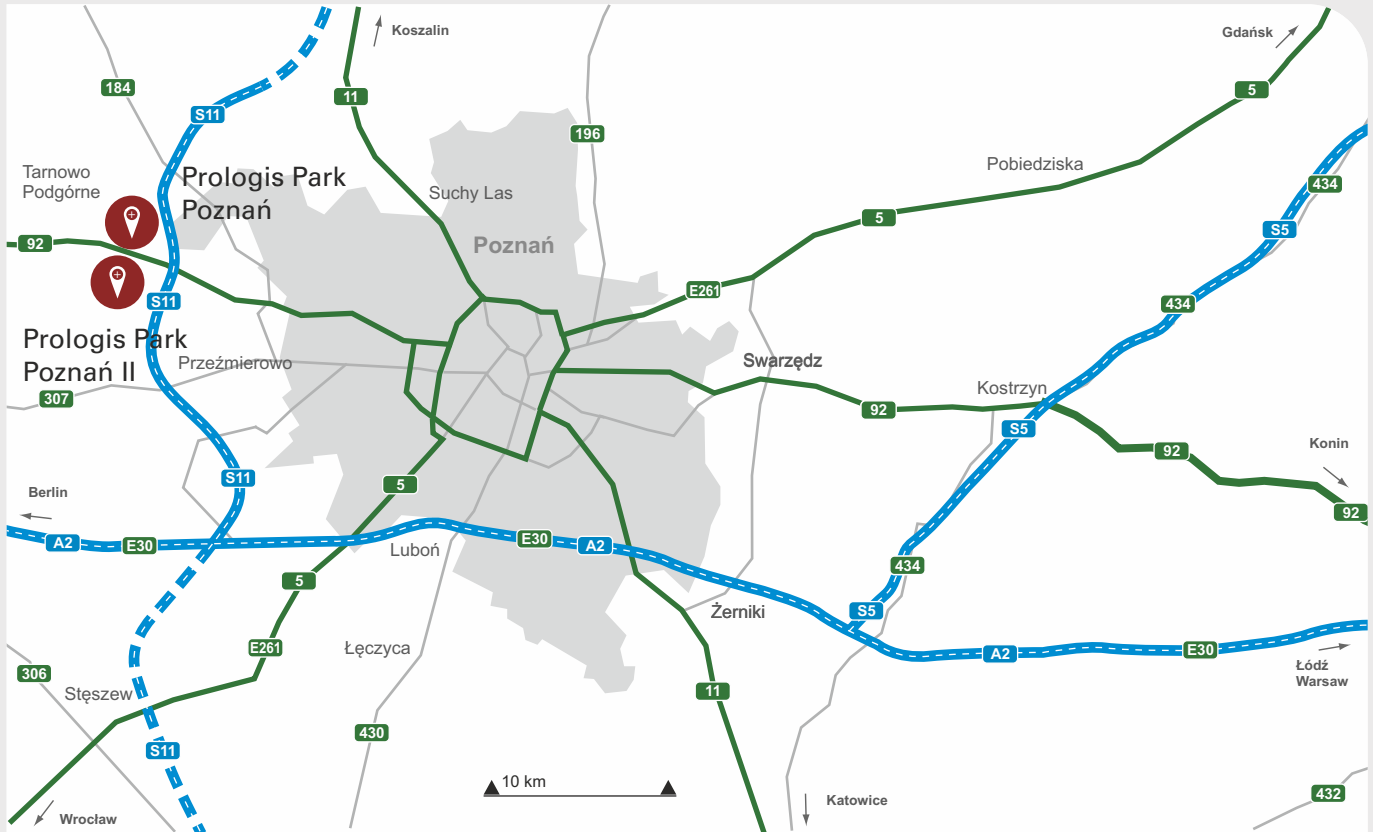 Koszalin
Gdańsk
184
S11
11
5
196
Tarnowo
Podgórne
Prologis Park
Poznań
Suchy Las
Pobiedziska
434
5
S5
92
Poznań
E261
S11
434
Prologis Park
Poznań II
Przeźmierowo
Swarzędz
Kostrzyn
307
92
S5
Konin
92
S11
5
Berlin
92
A2
E30
E30
A2
Luboń
434
5
S5
Żerniki
E261
Łęczyca
A2
E30
306
Łódź
Warsaw
Stęszew
11
430
S11
10 km
Katowice
432
Wrocław